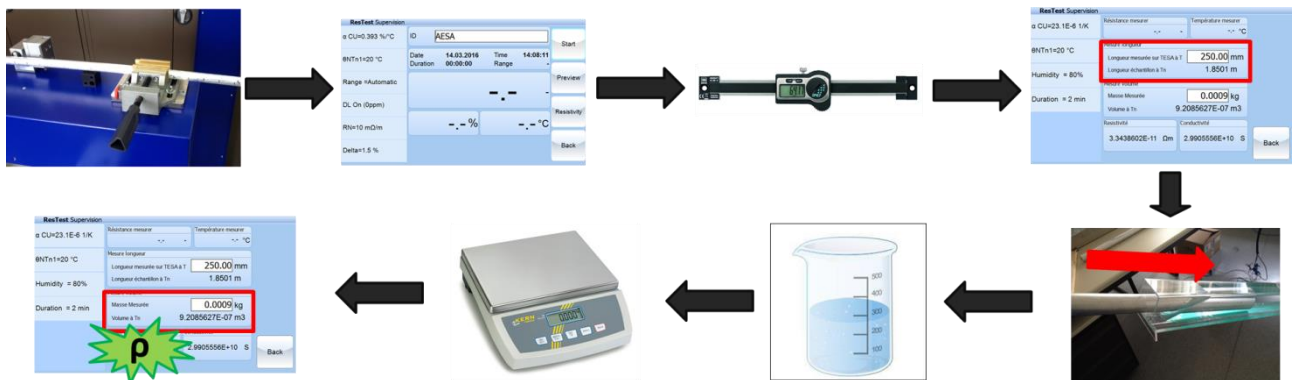 ResTest Supervision
α CU=0.393 %/°C
ID AESA
Start
θNTn1=20 °C
Date 14.03.2016 Time 14:08:11
Duration 00:00:00 Range -
Range =Automatic
-.- -
Preview
DL On (0ppm)
Resistivity
RN=10 mΩ/m
-.- % -.- °C
Delta=1.5 %
Back
ResTest Supervision
α CU=23.1E-6 1/K
Résistance mesurer Température mesurer
-.- - -.- °C
θNTn1=20 °C
Mesure longueur
Longueur mesurée sur TESA à T 250.00 mm
Longueur échantillon à Tn 1.8501 m
Humidity = 80%
Masse Mesurée 0.0009 kg
Volume à Tn 9.2085627E-07 m3
Duration = 2 min
Résistivité Conductivité
3.3438602E-11 Ωm 2.9905556E+10 S
Back
500
400
300
200
100
KERN
ResTest Supervision
α CU=23.1E-6 1/K
Résistance mesurer Température mesurer
-.- - -.- °C
θNTn1=20 °C
Mesure longueur
Longueur mesurée sur TESA à T 250.00 mm
Longueur échantillon à Tn 1.8501 m
Humidity = 80%
Masse Mesurée 0.0009 kg
Volume à Tn 9.2085627E-07 m3
Duration = 2 min
ρ
2.9905556E+10 S
Back